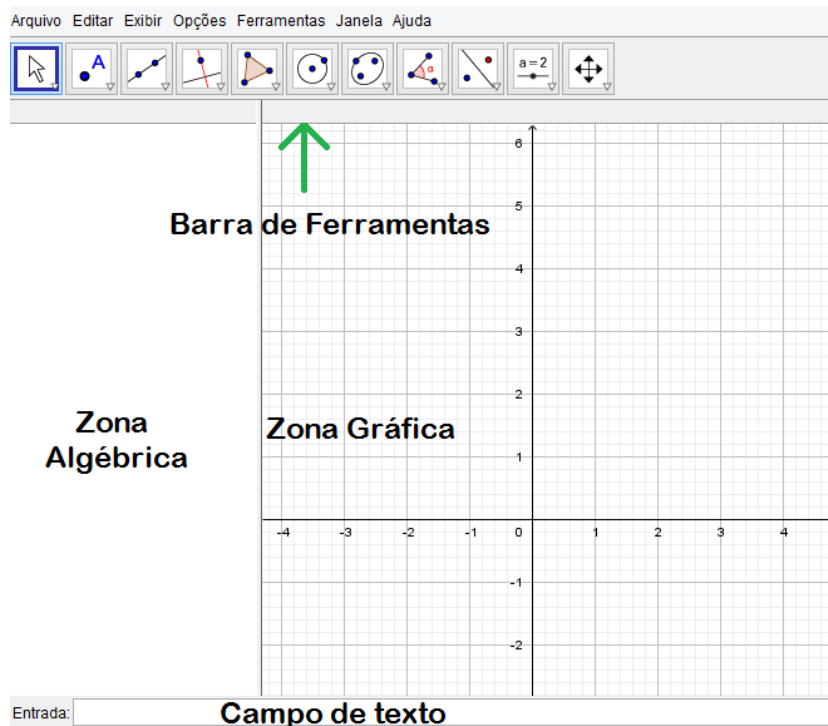 Arquivo Editar Exibir Opções Ferramentas Janela Ajuda
A
α
a=2
Barra de Ferramentas
Zona
Algébrica
Zona Gráfica
6
5
4
3
2
1
-4 -3 -2 -1 0 1 2 3 4
-1
-2
Entrada: Campo de texto